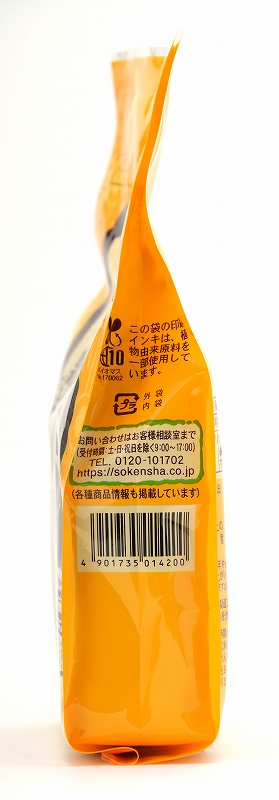 この袋の印
インキは、植
物由来原料を
一部使用して
います。
10
バイオマス
No.170062
プラ
外袋
内袋
お問い合わせはお客様相談室まで
(受付時間:土・日・祝日を除く9:00~17:00)
TEL. 0120-101702
https://sokensha.co.jp
(各種商品情報も掲載しています)
4 901735 014200